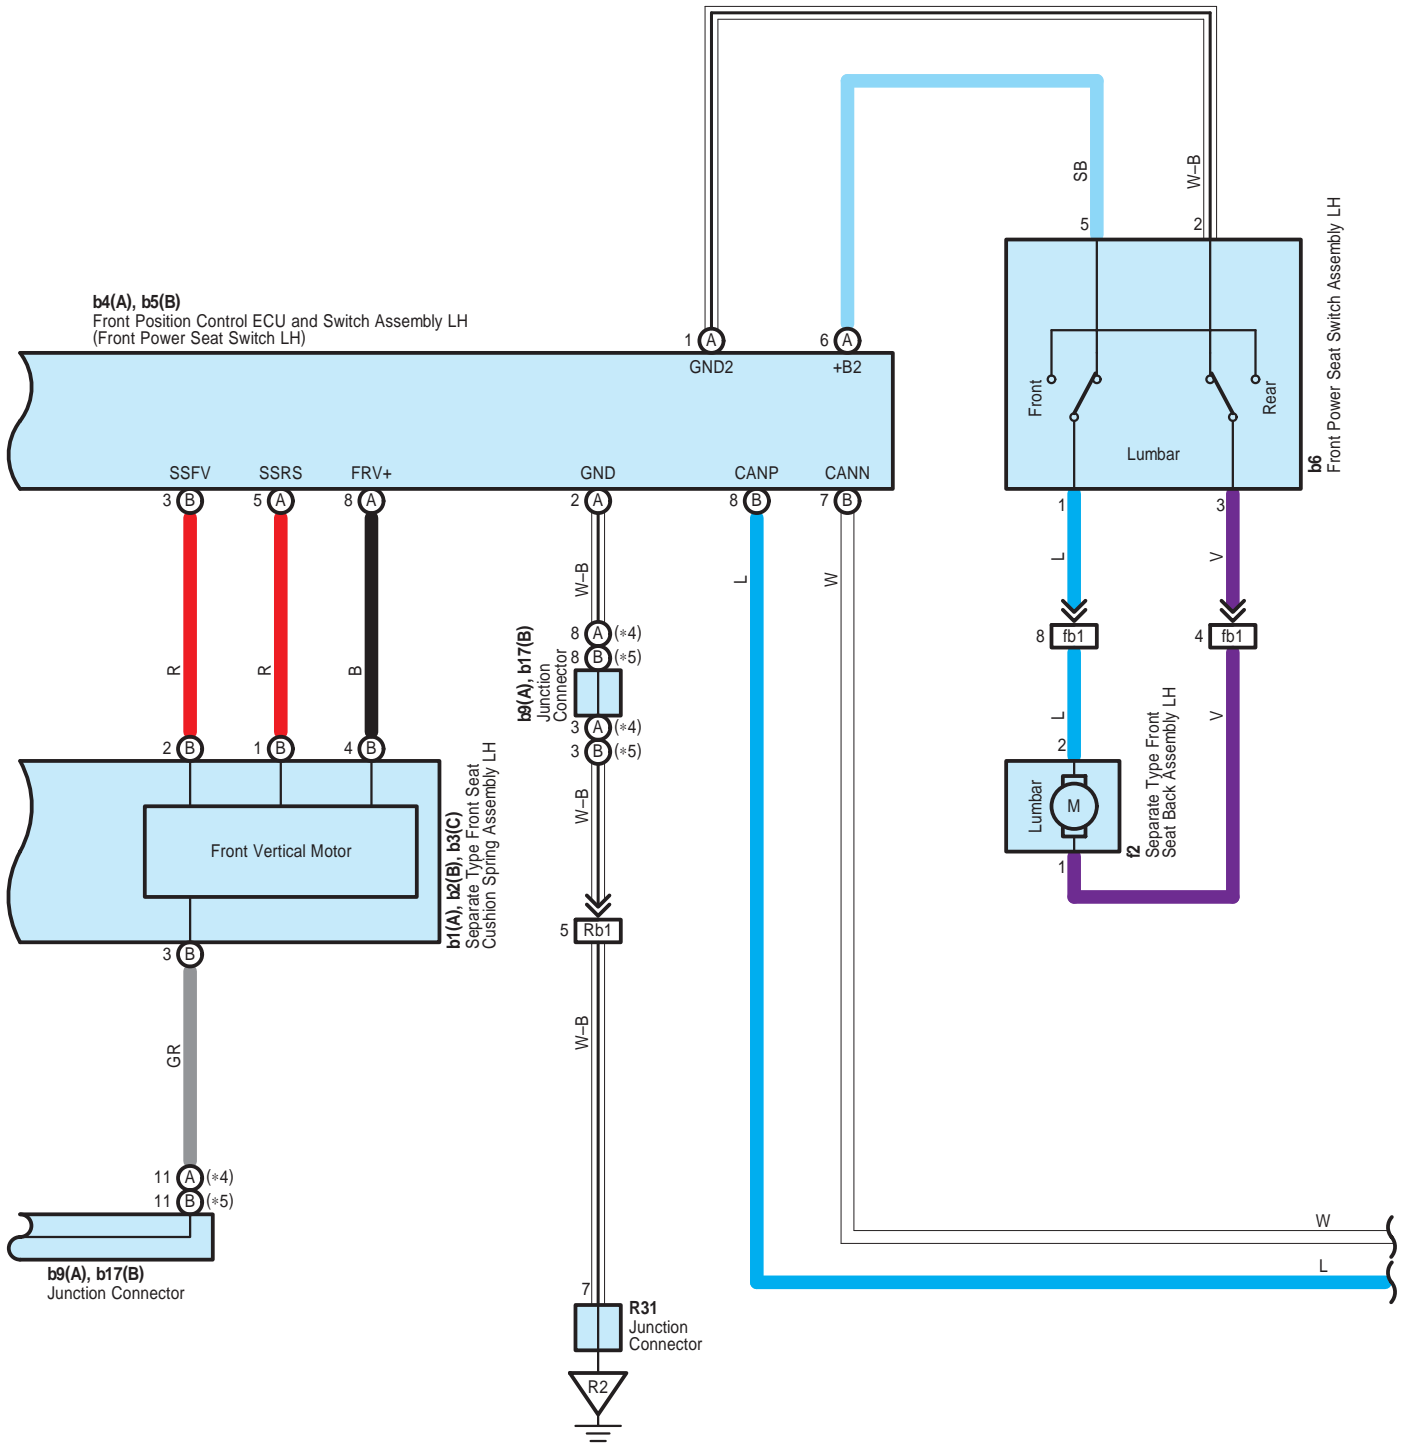 SB
W–B
5
2
b6
Front Power Seat Switch Assembly LH
b4(A), b5(B)
Front Position Control ECU and Switch Assembly LH
(Front Power Seat Switch LH)
1 A
6 A
GND2
+B2
Front
Rear
Lumbar
SSFV
SSRS
FRV+
GND
CANP
CANN
3 B
5 A
8 A
2 A
8 B
7 B
1
3
R
R
B
W–B
L
W
L
V
b9(A), b17(B)
Junction
Connector
8 A (*4)
8 B (*5)
3 A (*4)
3 B (*5)
8 fb1
4 fb1
L
V
2 B
1 B
4 B
2
Front Vertical Motor
b1(A), b2(B), b3(C)
Separate Type Front Seat
Cushion Spring Assembly LH
W–B
Lumbar
M
f2
Separate Type Front
Seat Back Assembly LH
1
3 B
5 Rb1
GR
W–B
11 A (*4)
11 B (*5)
b9(A), b17(B)
Junction Connector
W
L
7
R31
Junction
Connector
R2